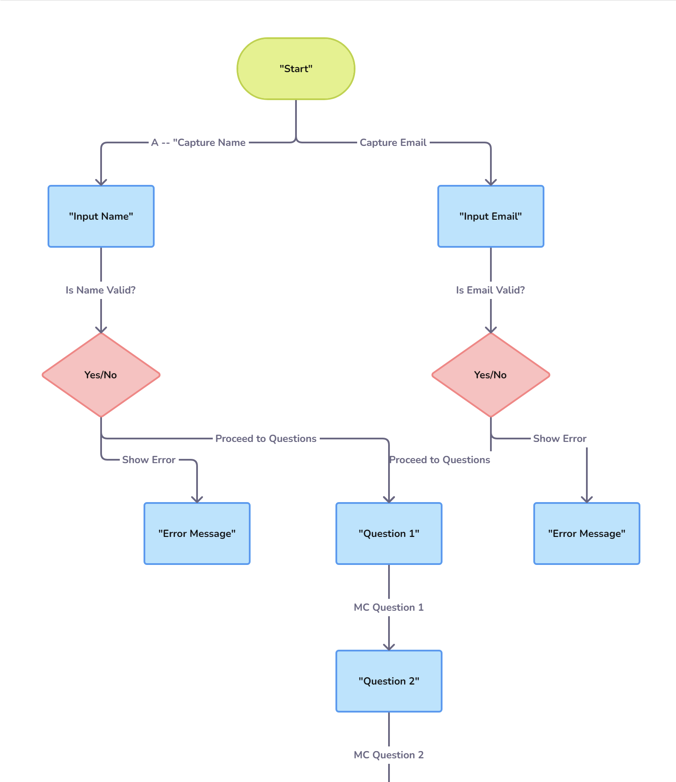 "Start"
A -- "Capture Name
Capture Email
"Input Name"
"Input Email"
Is Name Valid?
Is Email Valid?
Yes/No
Yes/No
Proceed to Questions
Show Error
Show Error
Proceed to Questions
"Error Message"
"Question 1"
"Error Message"
MC Question 1
"Question 2"
MC Question 2